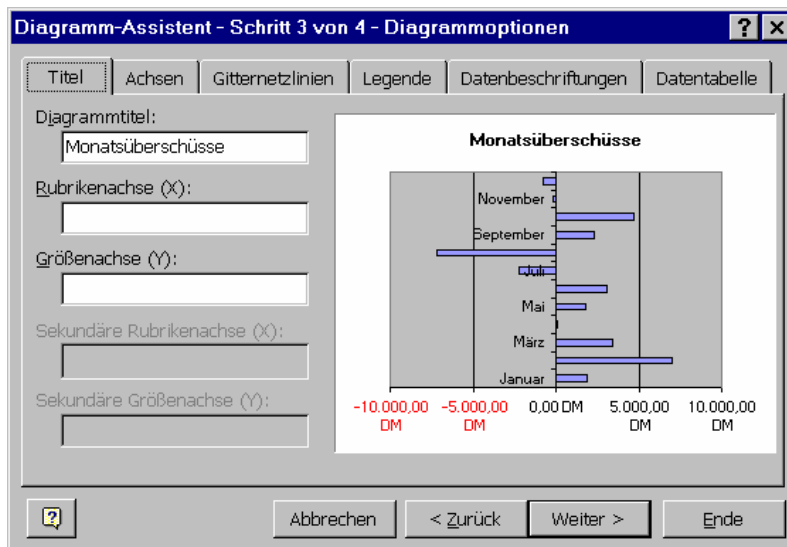 Diagramm-Assistent - Schritt 3 von 4 - Diagrammoptionen
Titel Achsen Gitternetzlinien Legende Datenbeschriftungen Datentabelle
Diagrammtitel:
Monatsüberschüsse
Rubrikenachse (X):
Größenachse (Y):
Sekundäre Rubrikenachse (X):
Sekundäre Größenachse (Y):
Monatsüberschüsse
November
September
Juli
Mai
März
Januar
-10.000,00 -5.000,00 0,00 DM 5.000,00 10.000,00
DM DM DM DM
Abbrechen < Zurück Weiter > Ende